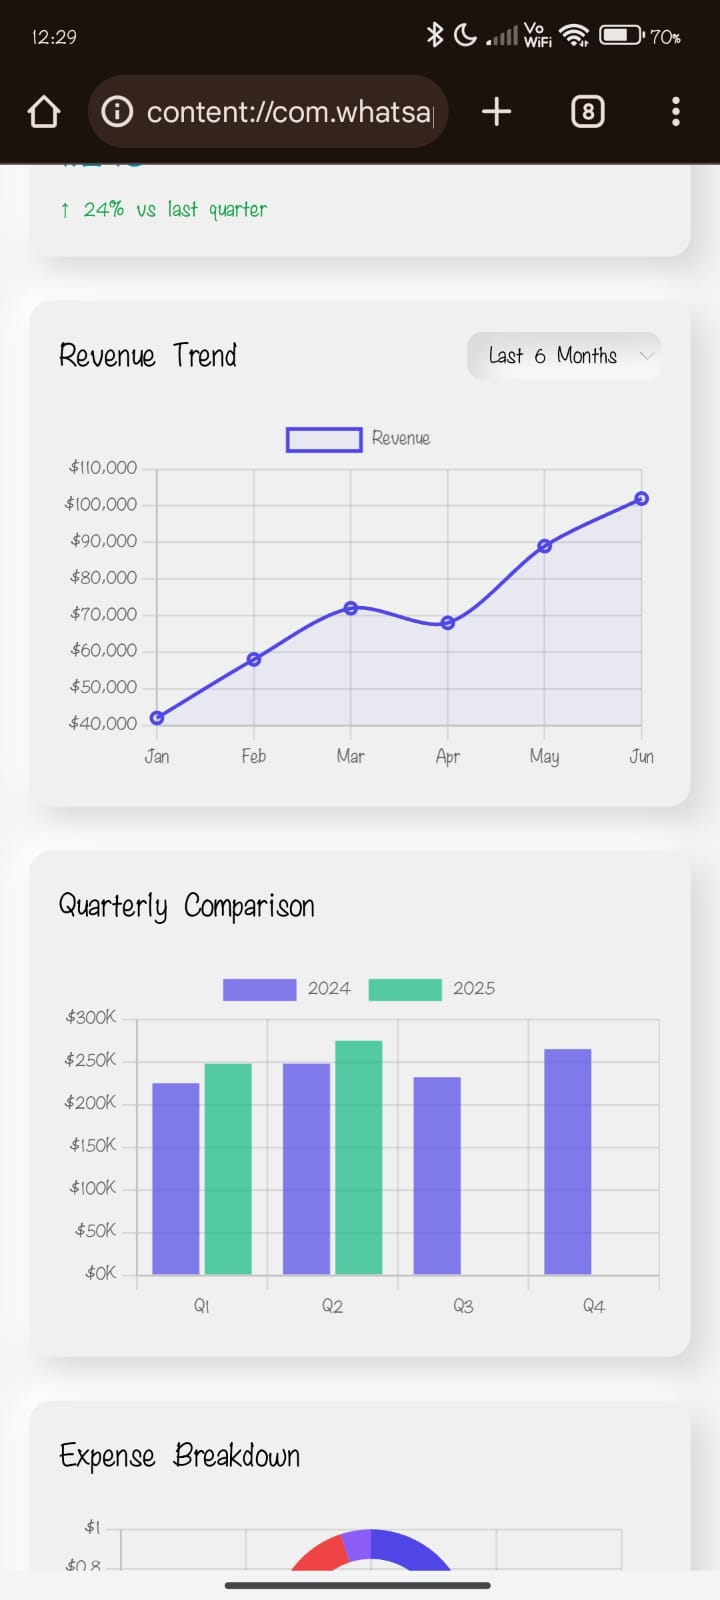 12:29
Vo
WiFi
70%
content://com.whatsa
8
↑ 24% vs last quarter
Revenue Trend
Last 6 Months
Revenue
$110,000
$100,000
$90,000
$80,000
$70,000
$60,000
$50,000
$40,000
Jan Feb Mar Apr May Jun
Quarterly Comparison
2024 2025
$300K
$250K
$200K
$150K
$100K
$50K
$0K
Q1 Q2 Q3 Q4
Expense Breakdown
$1
$0.8